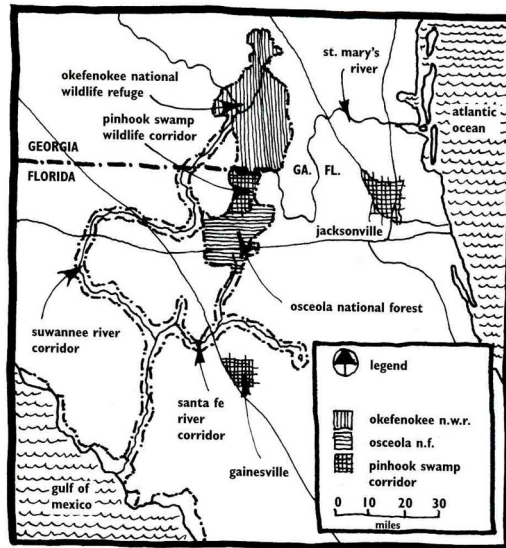 st. mary's
river
okefenokee national
wildlife refuge
pinhook swamp
wildlife corridor
atlantic
ocean
GEORGIA
FLORIDA
GA.
FL.
jacksonville
osceola national forest
suwannee river
corridor
santa fe
river
corridor
gainesville
gulf of
mexico
legend
okefenokee n.w.r.
osceola n.f.
pinhook swamp
corridor
0 10 20 30
miles